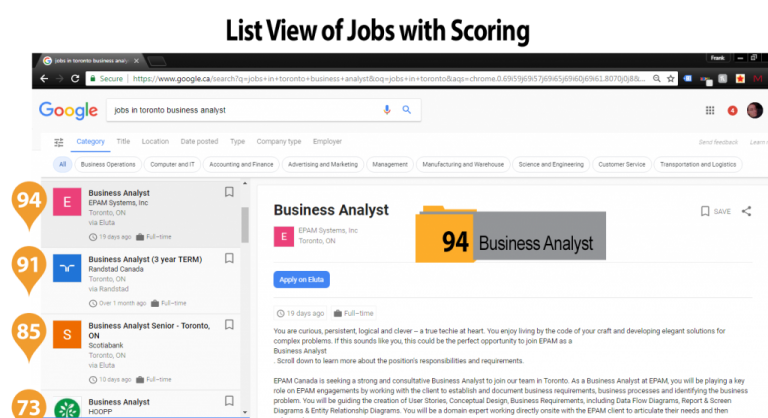 List View of Jobs with Scoring
jobs in toronto business analy
Frank
Secure
https://www.google.ca/search?q=jobs+in+toronto+business+analyst&oq=jobs+in+toronto&aqs=chrome.0.69i59j69i57j69i65j69i60j69i61.8070j0j8&...
Google
jobs in toronto business analyst
4
Category Title Location Date posted Type Company type Employer
Send feedback Learn m
All Business Operations Computer and IT Accounting and Finance Advertising and Marketing Management Manufacturing and Warehouse Science and Engineering Customer Service Transportation and Logistics
94
E
Business Analyst
EPAM Systems, Inc
Toronto, ON
via Eluta
19 days ago Full–time
91
Business Analyst (3 year TERM)
Randstad Canada
Toronto, ON
via Randstad
Over 1 month ago Full–time
85
S
Business Analyst Senior - Toronto,
ON
Scotiabank
Toronto, ON
via Eluta
10 days ago Full–time
73
Business Analyst
HOOPP
Business Analyst
E
EPAM Systems, Inc
Toronto, ON
94 Business Analyst
SAVE
Apply on Eluta
19 days ago Full–time
You are curious, persistent, logical and clever – a true techie at heart. You enjoy living by the code of your craft and developing elegant solutions for
complex problems. If this sounds like you, this could be the perfect opportunity to join EPAM as a
Business Analyst
. Scroll down to learn more about the position's responsibilities and requirements.
EPAM Canada is seeking a strong and consultative Business Analyst to join our team in Toronto. As a Business Analyst at EPAM, you will be playing a key
role on EPAM engagements by working with the client to establish and document business requirements, business processes and identifying the business
problem. You will be guiding the creation of User Stories, Conceptual Design, Business Requirements, including Data Flow Diagrams, Report & Screen
Diagrams & Entity Relationship Diagrams. You will be a domain expert working directly onsite with the EPAM client to articulate their needs and then